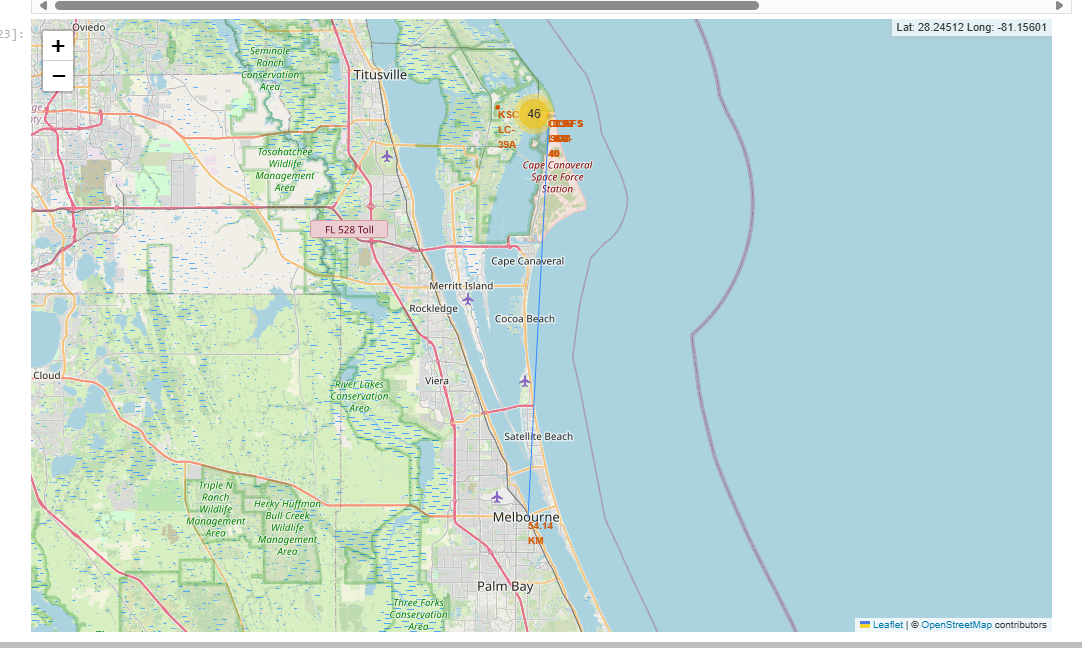 23]:
Oviedo
Lat: 28.24512 Long: -81.15601
+
−
Seminole
Ranch
Conservation
Area
Titusville
46
KSC
LC-
39A
40
Tosohatchee
Wildlife
Management
Area
Cape Canaveral
Space Force
Station
FL 528 Toll
Cape Canaveral
Merritt Island
Rockledge
Cocoa Beach
Cloud
Viera
River Lakes
Conservation
Area
Satellite Beach
Triple N
Ranch
Wildlife
Management
Area
Herky Huffman
Bull Creek
Wildlife
Management
Area
Melbourne
54.14
KM
Palm Bay
Three Forks
Conservation
Area
Leaflet | © OpenStreetMap contributors